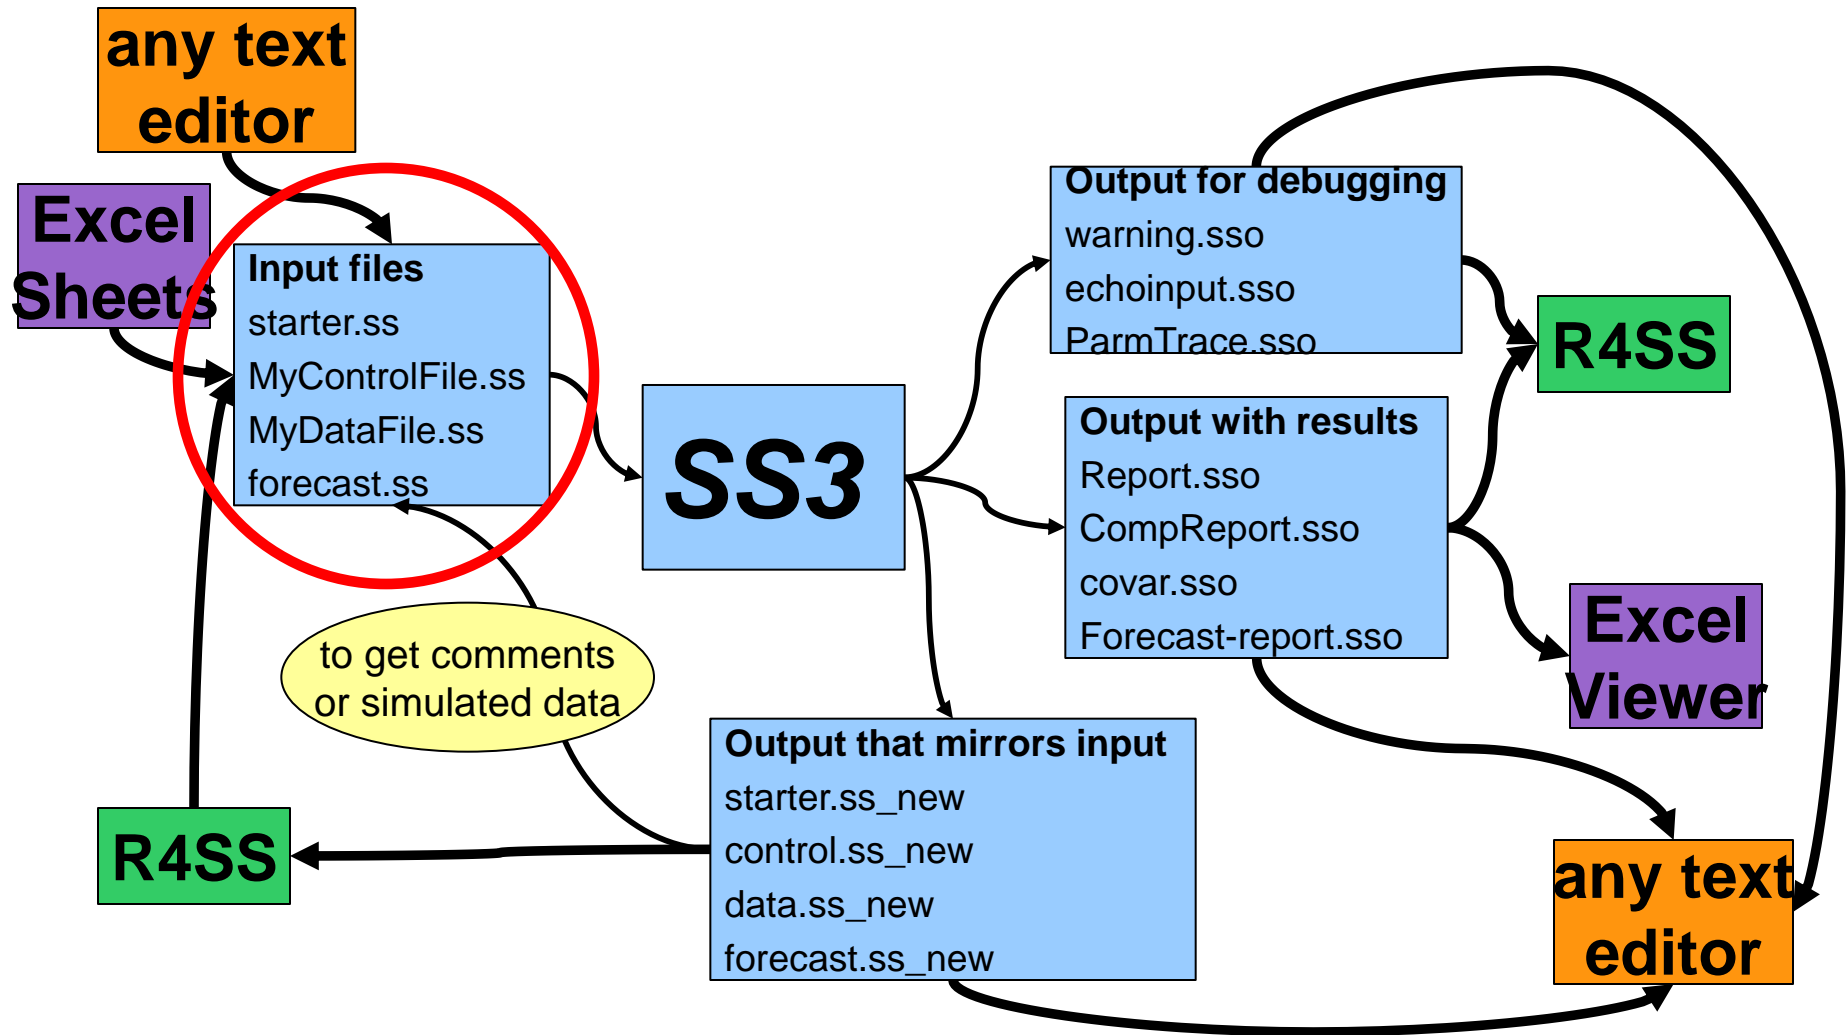 any text
editor
Excel
Sheets
Input files
starter.ss
MyControlFile.ss
MyDataFile.ss
forecast.ss
SS3
Output for debugging
warning.sso
echoinput.sso
ParmTrace.sso
R4SS
Output with results
Report.sso
CompReport.sso
covar.sso
Forecast-report.sso
Excel
Viewer
to get comments
or simulated data
Output that mirrors input
starter.ss_new
control.ss_new
data.ss_new
forecast.ss_new
R4SS
any text
editor